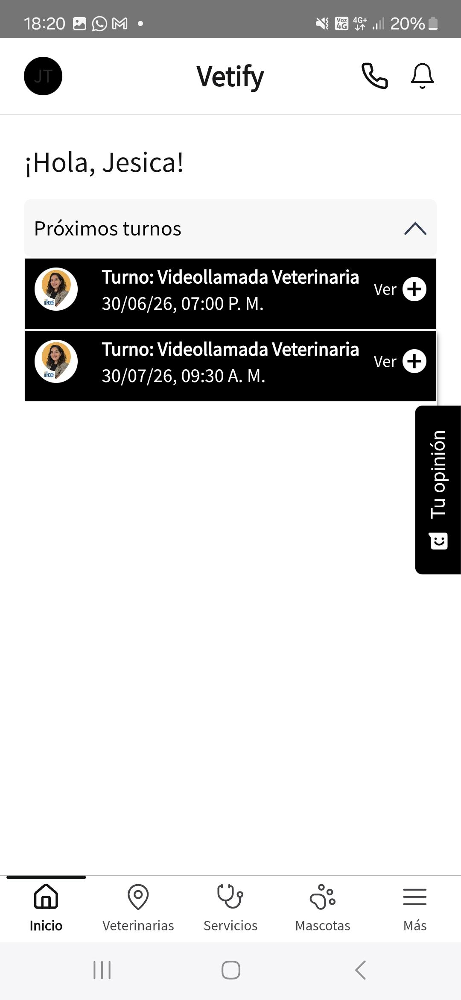 18:20
Voz 4G 4G+ 20%
JT
Vetify
¡Hola, Jesica!
Próximos turnos
Turno: Videollamada Veterinaria
30/06/26, 07:00 P. M.
Ver
ike
Turno: Videollamada Veterinaria
30/07/26, 09:30 A. M.
Ver
ike
Tu opinión
Inicio
Veterinarias
Servicios
Mascotas
Más